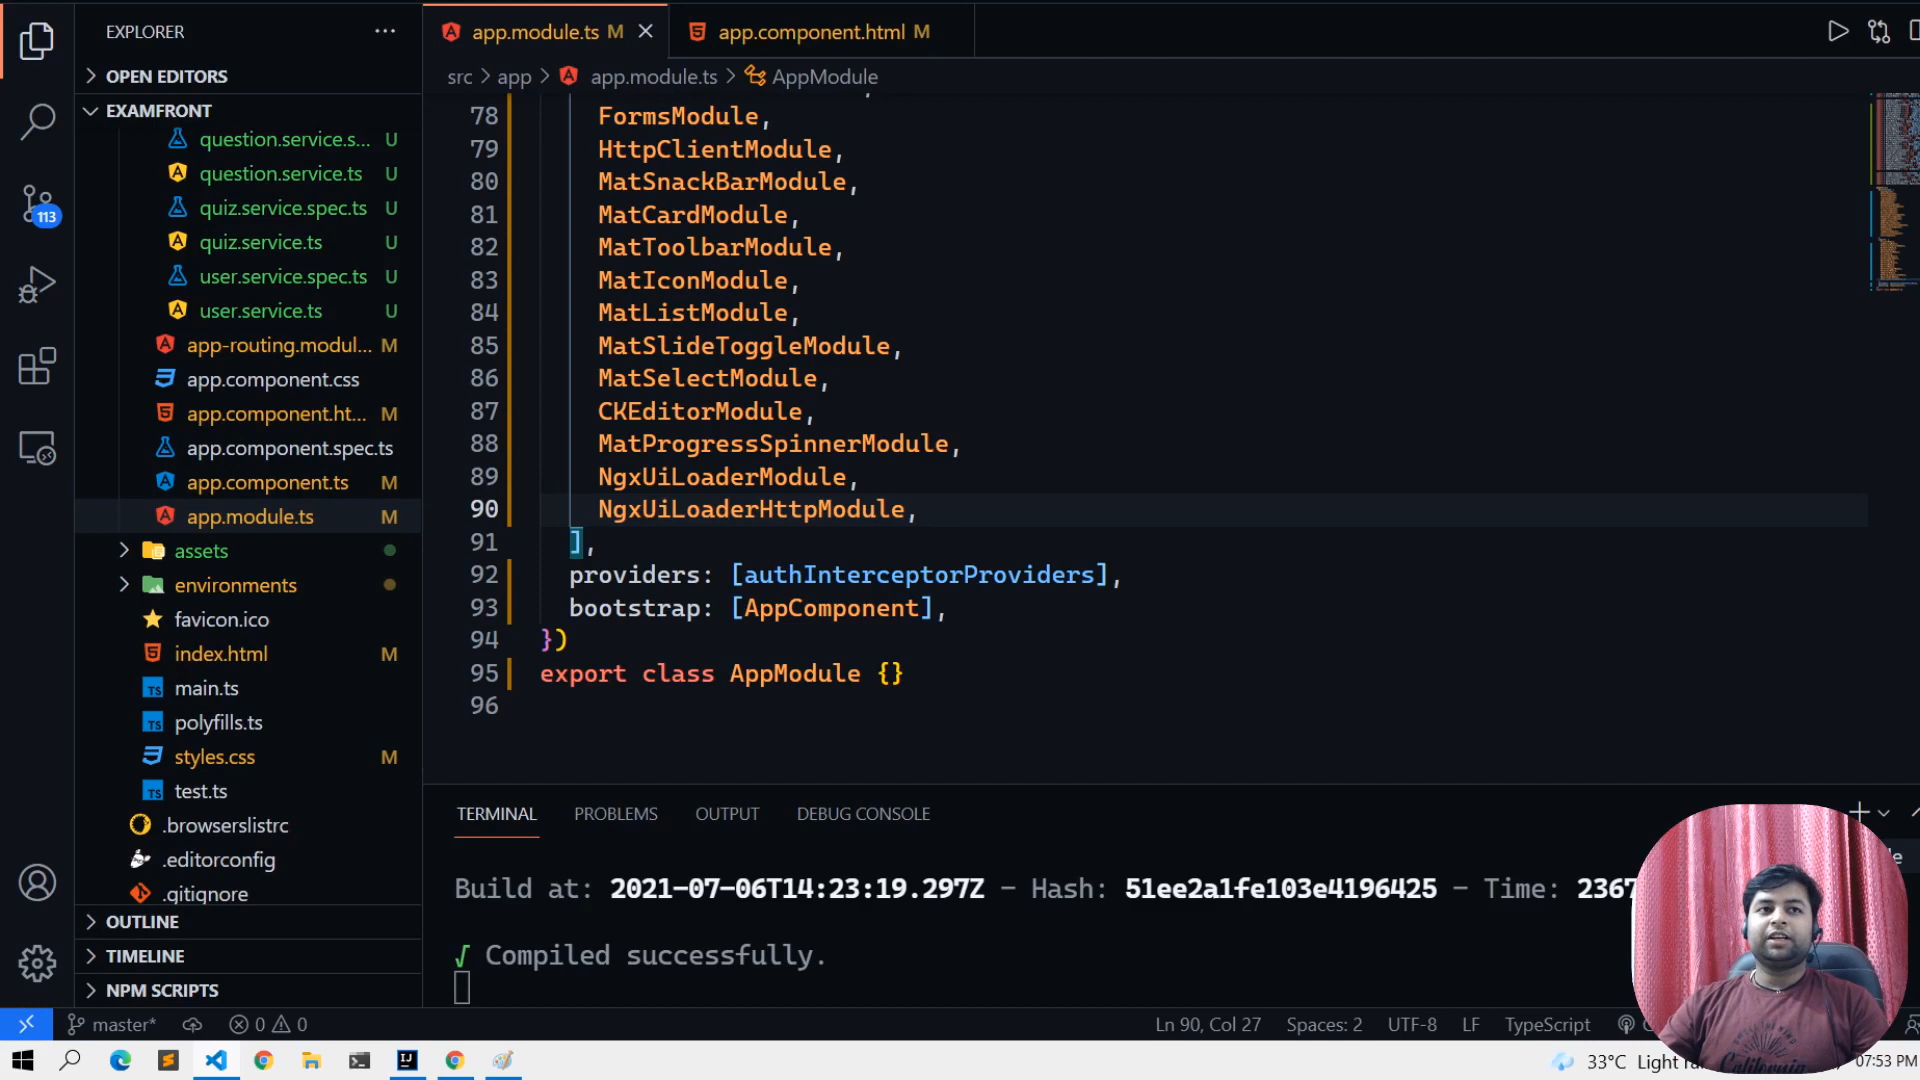 EXPLORER
OPEN EDITORS
EXAMFRONT
question.service.s... U
question.service.ts U
quiz.service.spec.ts U
quiz.service.ts U
user.service.spec.ts U
user.service.ts U
app-routing.modul... M
app.component.css
app.component.ht... M
app.component.spec.ts
app.component.ts M
app.module.ts M
assets
environments
favicon.ico
index.html M
main.ts
polyfills.ts
styles.css M
test.ts
.browserslistrc
.editorconfig
.gitignore
OUTLINE
TIMELINE
NPM SCRIPTS
113
app.module.ts M
app.component.html M
src > app > app.module.ts > AppModule
78 FormsModule,
79 HttpClientModule,
80 MatSnackBarModule,
81 MatCardModule,
82 MatToolbarModule,
83 MatIconModule,
84 MatListModule,
85 MatSlideToggleModule,
86 MatSelectModule,
87 CKEditorModule,
88 MatProgressSpinnerModule,
89 NgxUiLoaderModule,
90 NgxUiLoaderHttpModule,
91 ],
92 providers: [authInterceptorProviders],
93 bootstrap: [AppComponent],
94 })
95 export class AppModule {}
96
TERMINAL PROBLEMS OUTPUT DEBUG CONSOLE
Build at: 2021-07-06T14:23:19.297Z - Hash: 51ee2a1fe103e4196425 - Time: 2367
√ Compiled successfully.
master* 0 0 Ln 90, Col 27 Spaces: 2 UTF-8 LF TypeScript
33°C Light 07:53 PM
California